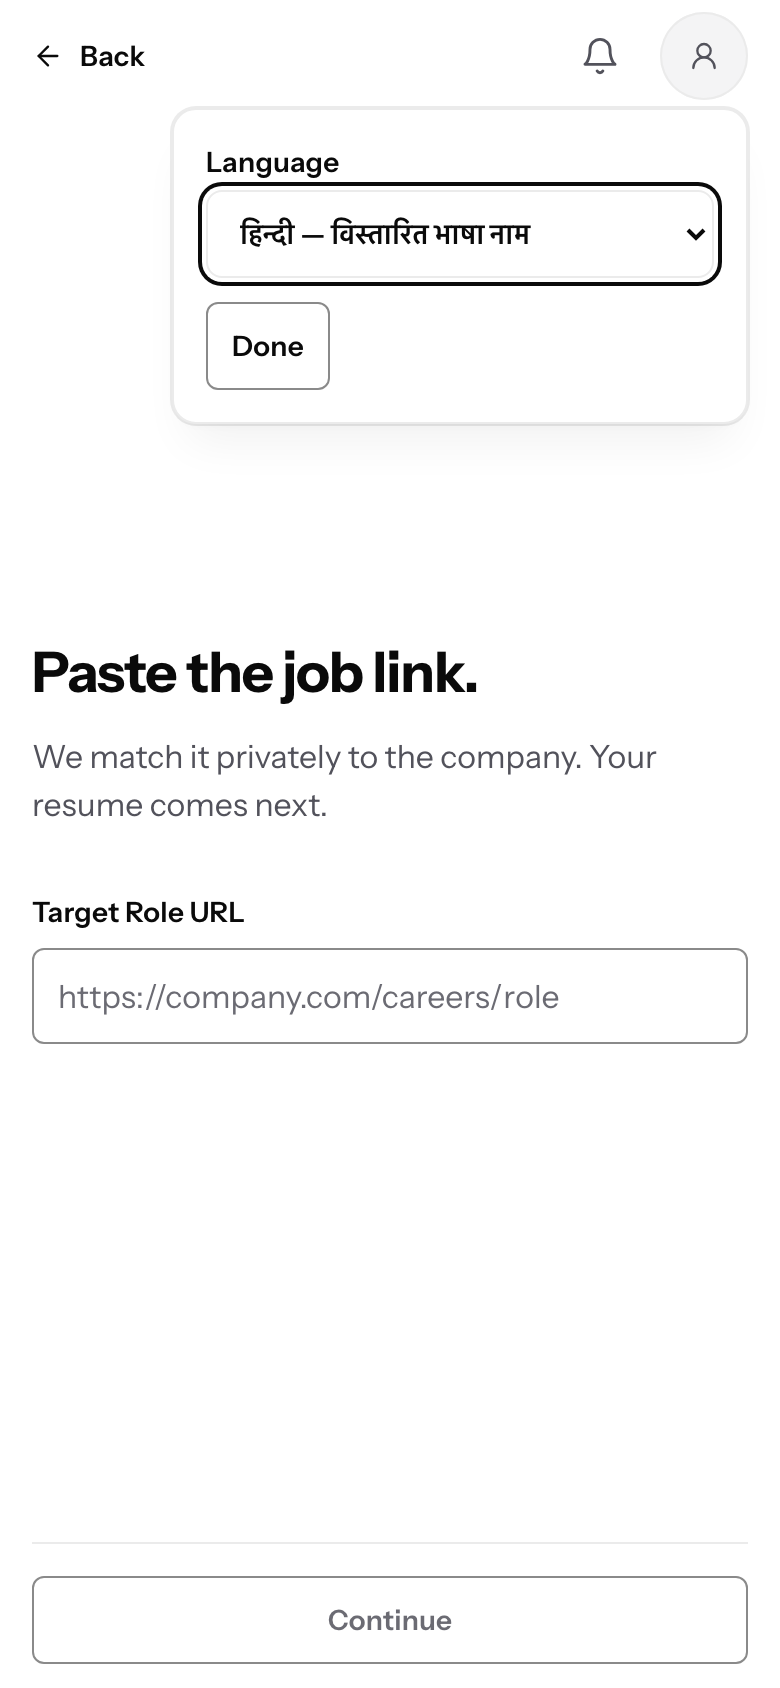 Back
Language
हिन्दी — विस्तारित भाषा नाम
Done
Paste the job link.
We match it privately to the company. Your
resume comes next.
Target Role URL
https://company.com/careers/role
Continue